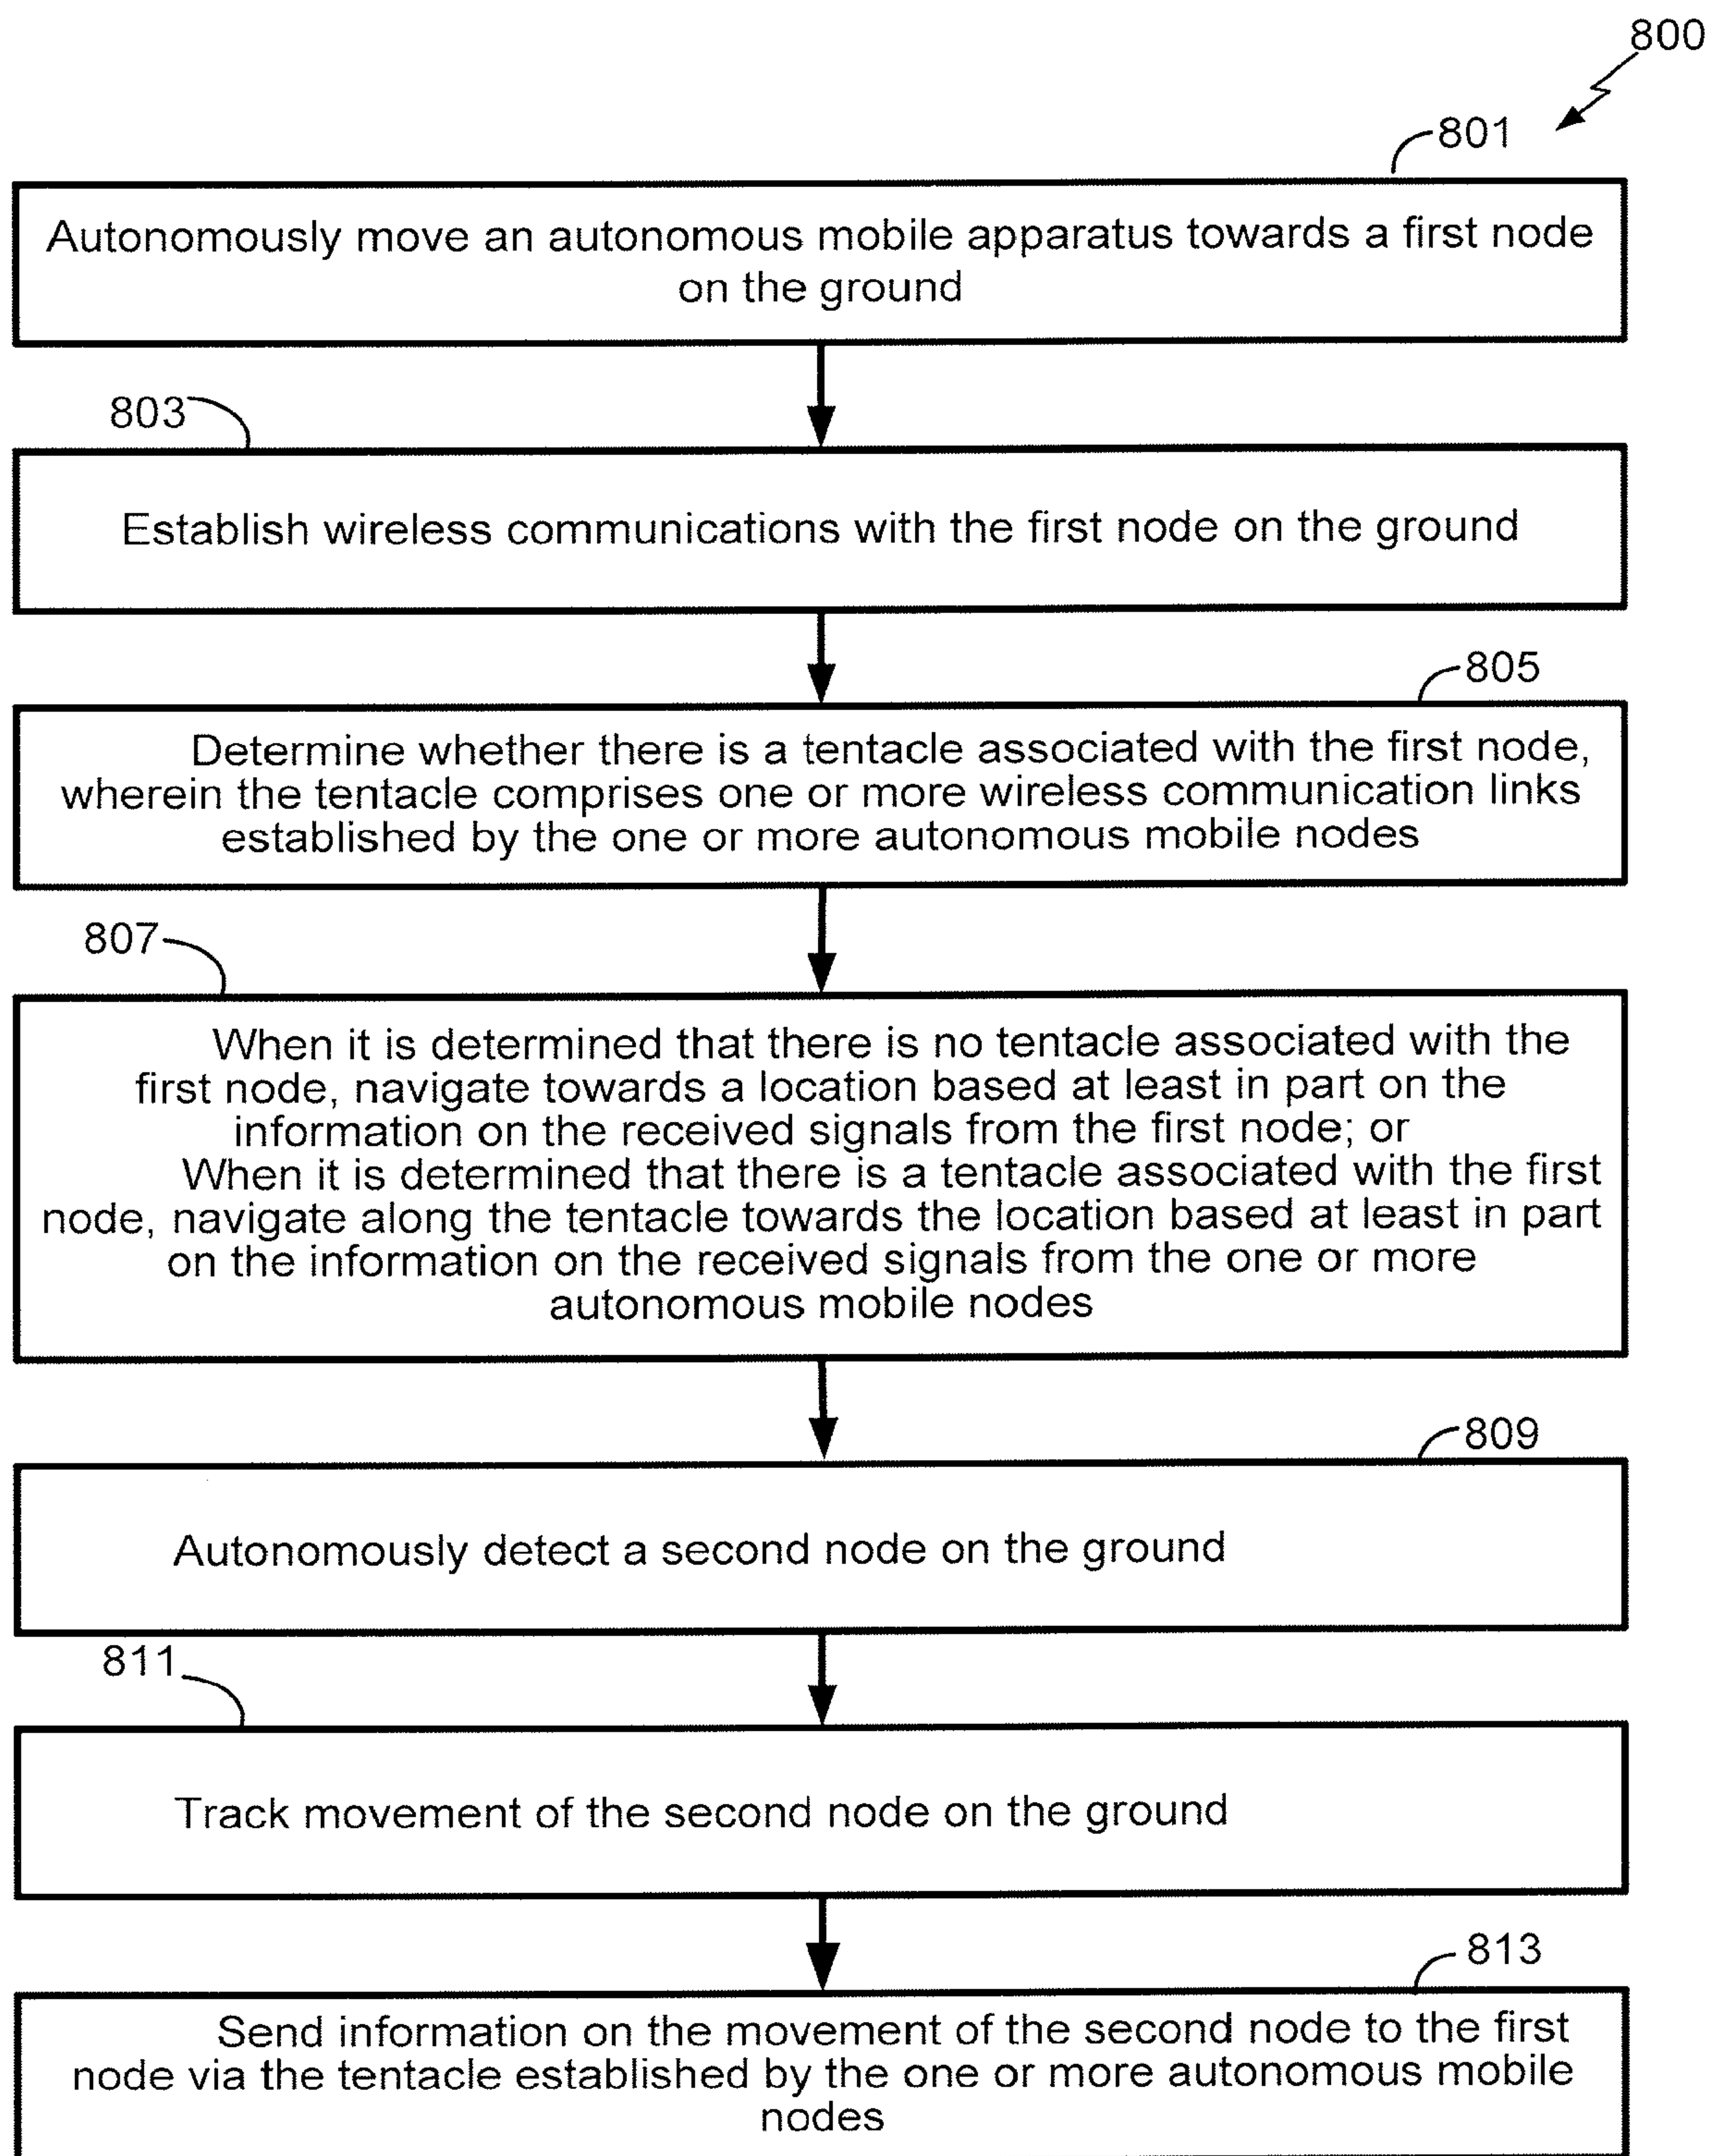 800
801
Autonomously move an autonomous mobile apparatus towards a first node
on the ground
803
Establish wireless communications with the first node on the ground
805
Determine whether there is a tentacle associated with the first node,
wherein the tentacle comprises one or more wireless communication links
established by the one or more autonomous mobile nodes
807
When it is determined that there is no tentacle associated with the
first node, navigate towards a location based at least in part on the
information on the received signals from the first node; or
When it is determined that there is a tentacle associated with the first
node, navigate along the tentacle towards the location based at least in part
on the information on the received signals from the one or more
autonomous mobile nodes
809
Autonomously detect a second node on the ground
811
Track movement of the second node on the ground
813
Send information on the movement of the second node to the first
node via the tentacle established by the one or more autonomous mobile
nodes